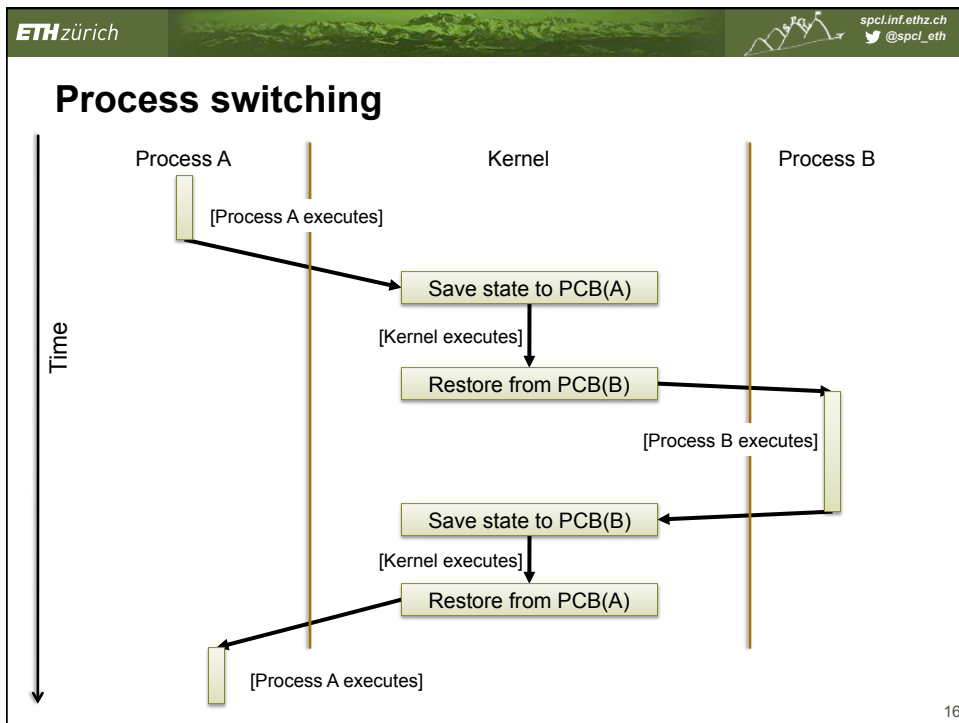 ETH zürich
spcl.inf.ethz.ch
@spcl_eth
Process switching
Process A
Kernel
Process B
[Process A executes]
Save state to PCB(A)
Time
[Kernel executes]
Restore from PCB(B)
[Process B executes]
Save state to PCB(B)
[Kernel executes]
Restore from PCB(A)
[Process A executes]
16